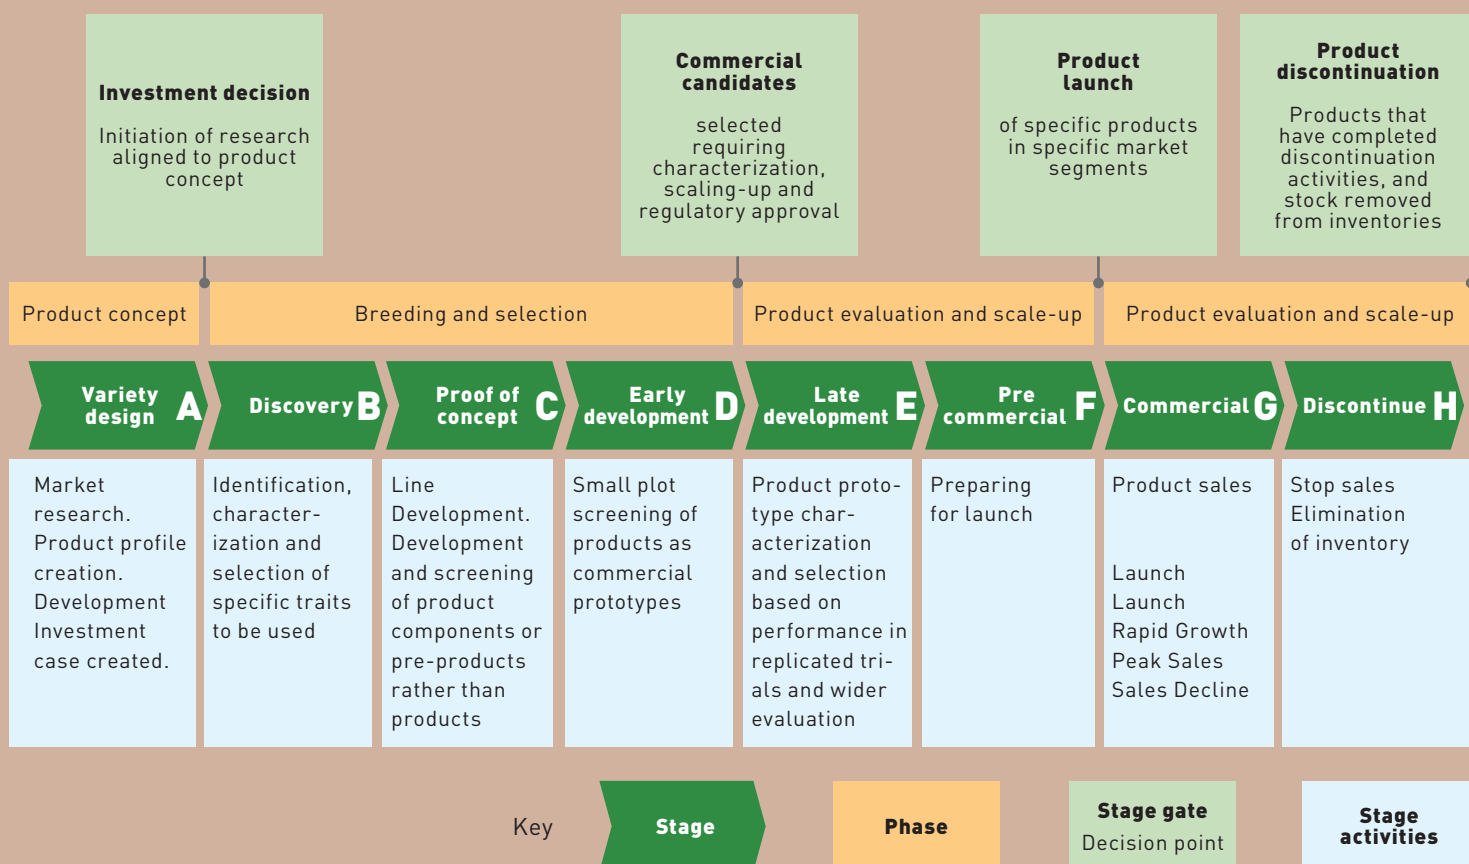 Investment decision
Initiation of research
aligned to product
concept
Commercial
candidates
selected
requiring
characterization,
scaling-up and
regulatory approval
Product
launch
of specific products
in specific market
segments
Product
discontinuation
Products that
have completed
discontinuation
activities, and
stock removed
from inventories
Product concept
Breeding and selection
Product evaluation and scale-up
Product evaluation and scale-up
Variety
design A
Discovery B
Proof of
concept C
Early
development D
Late
development E
Pre
commercial F
Commercial G
Discontinue H
Market
research.
Product profile
creation.
Development
Investment
case created.
Identification,
character-
ization and
selection of
specific traits
to be used
Line
Development.
Development
and screening
of product
components or
pre-products
rather than
products
Small plot
screening of
products as
commercial
prototypes
Product proto-
type char-
acterization
and selection
based on
performance in
replicated tri-
als and wider
evaluation
Preparing
for launch
Product sales
Launch
Launch
Rapid Growth
Peak Sales
Sales Decline
Stop sales
Elimination
of inventory
Key
Stage
Phase
Stage gate
Decision point
Stage
activities